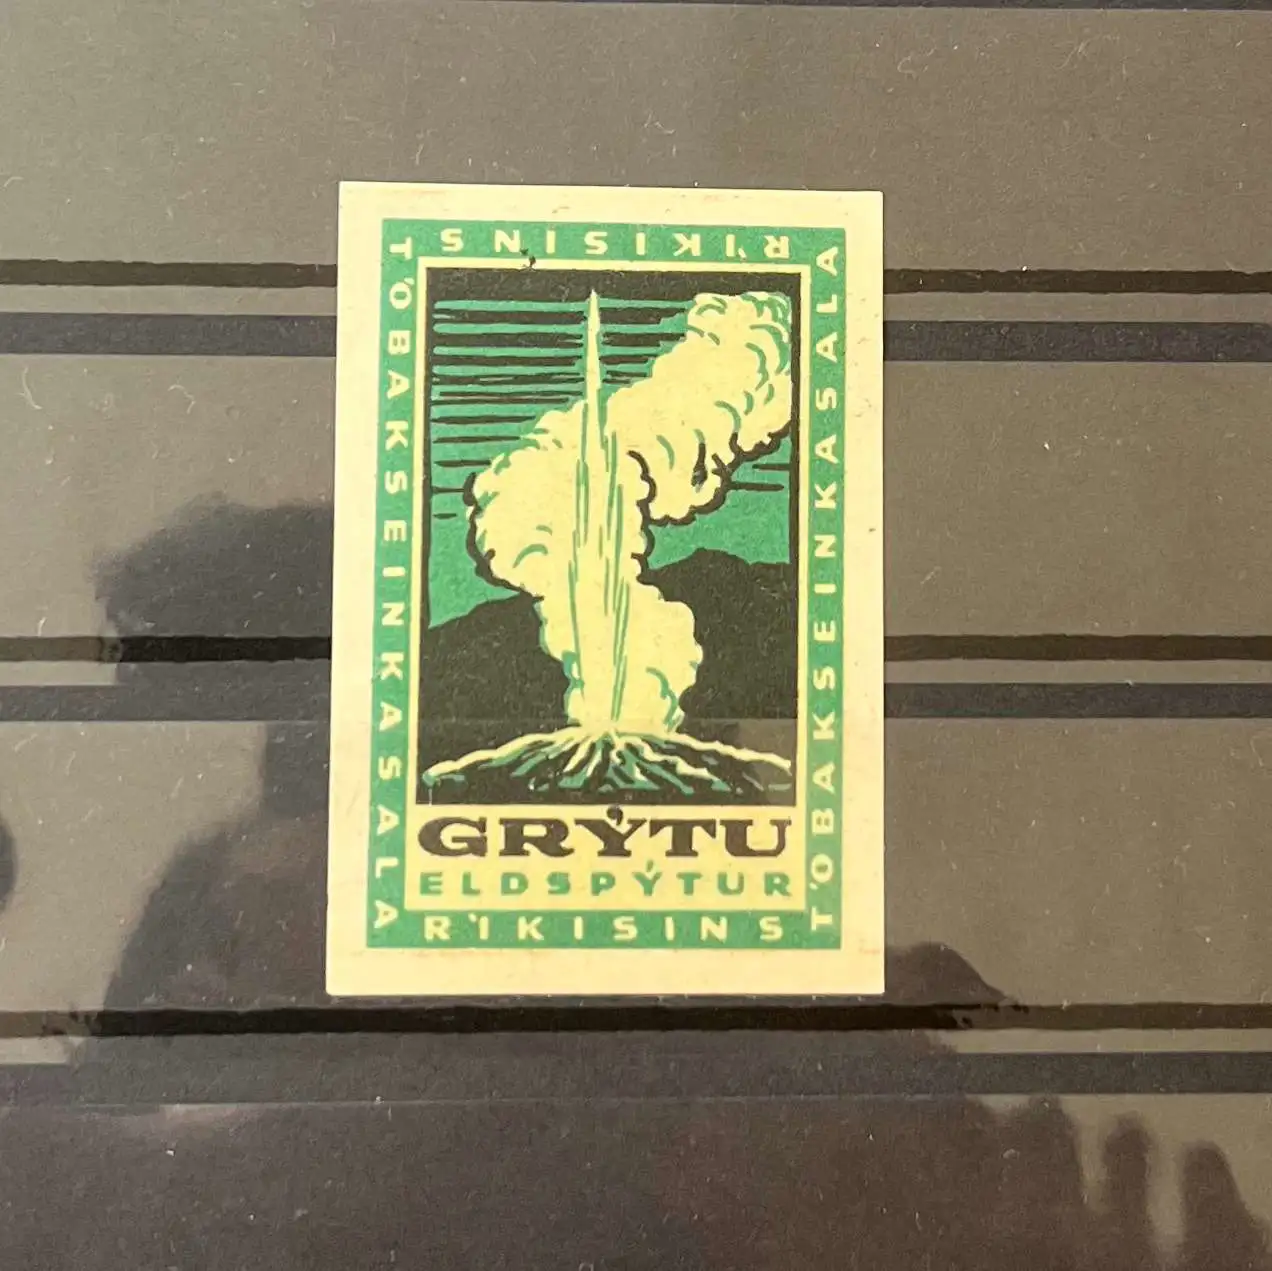 RÍKISINS
TÓBAKSEINKASALA
TÓBAKSEINKASALA
GRÝTU
ELDSPÝTUR
RÍKISINS